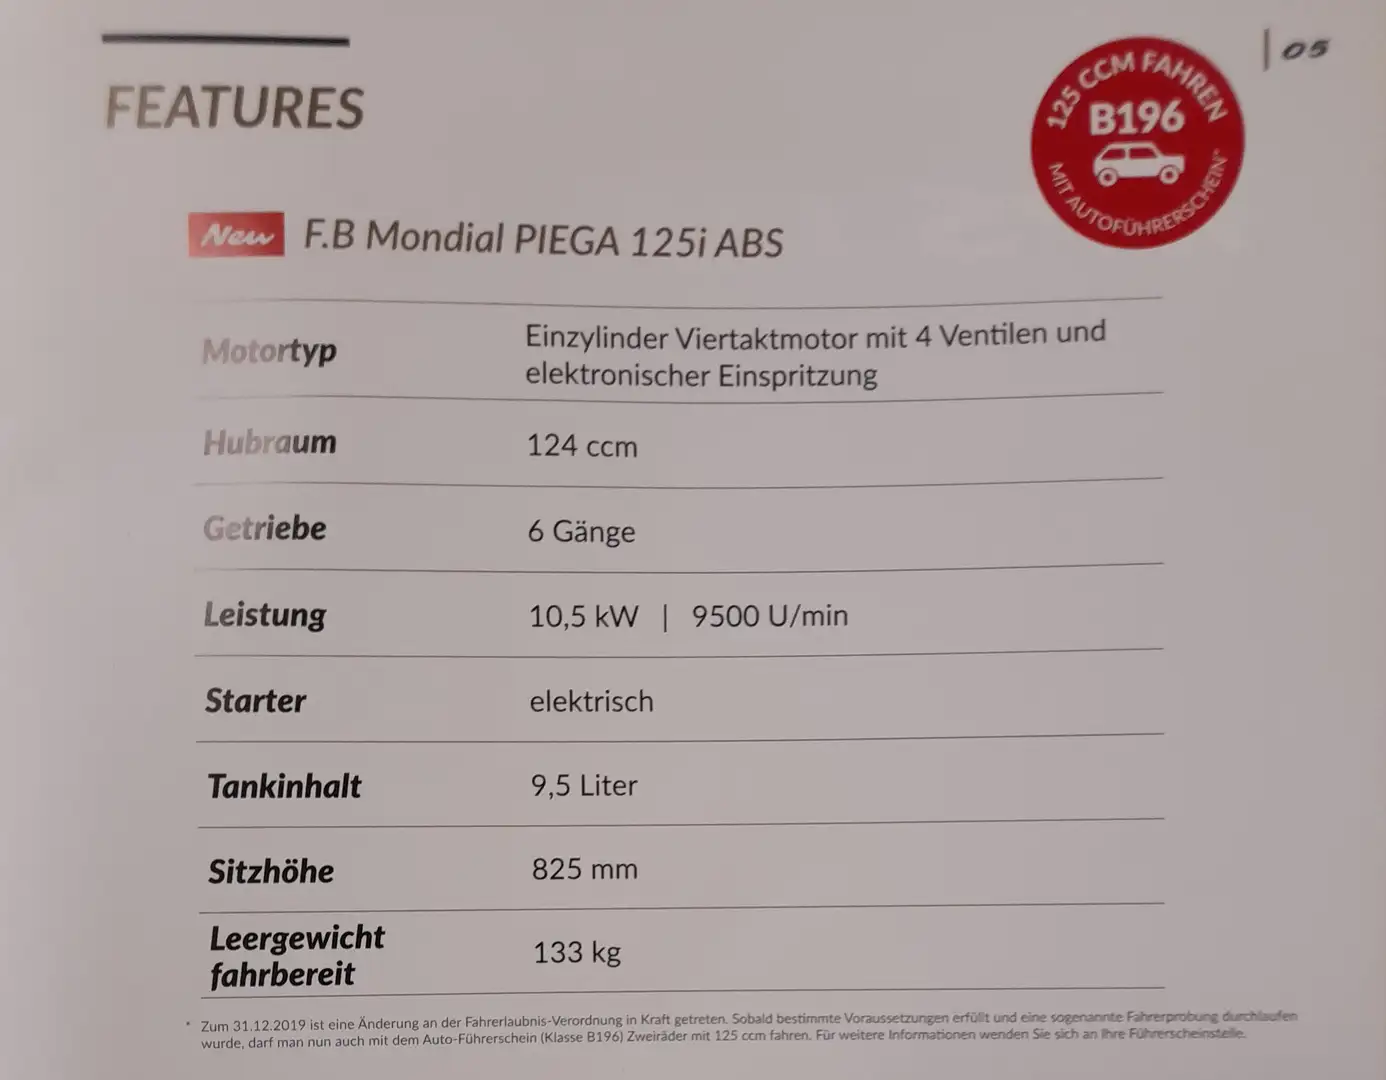 05
FEATURES
125 CCM FAHREN
B196
MIT AUTOFÜHRERSCHEIN*
New F.B Mondial PIEGA 125i ABS
Motortyp Einzylinder Viertaktmotor mit 4 Ventilen und
elektronischer Einspritzung
Hubraum 124 ccm
Getriebe 6 Gänge
Leistung 10,5 kW | 9500 U/min
Starter elektrisch
Tankinhalt 9,5 Liter
Sitzhöhe 825 mm
Leergewicht
fahrbereit 133 kg
* Zum 31.12.2019 ist eine Änderung an der Fahrerlaubnis-Verordnung in Kraft getreten. Sobald bestimmte Voraussetzungen erfüllt und eine sogenannte Fahrerprobung durchlaufen
wurde, darf man nun auch mit dem Auto-Führerschein (Klasse B196) Zweiräder mit 125 ccm fahren. Für weitere Informationen wenden Sie sich an Ihre Führerscheinstelle.